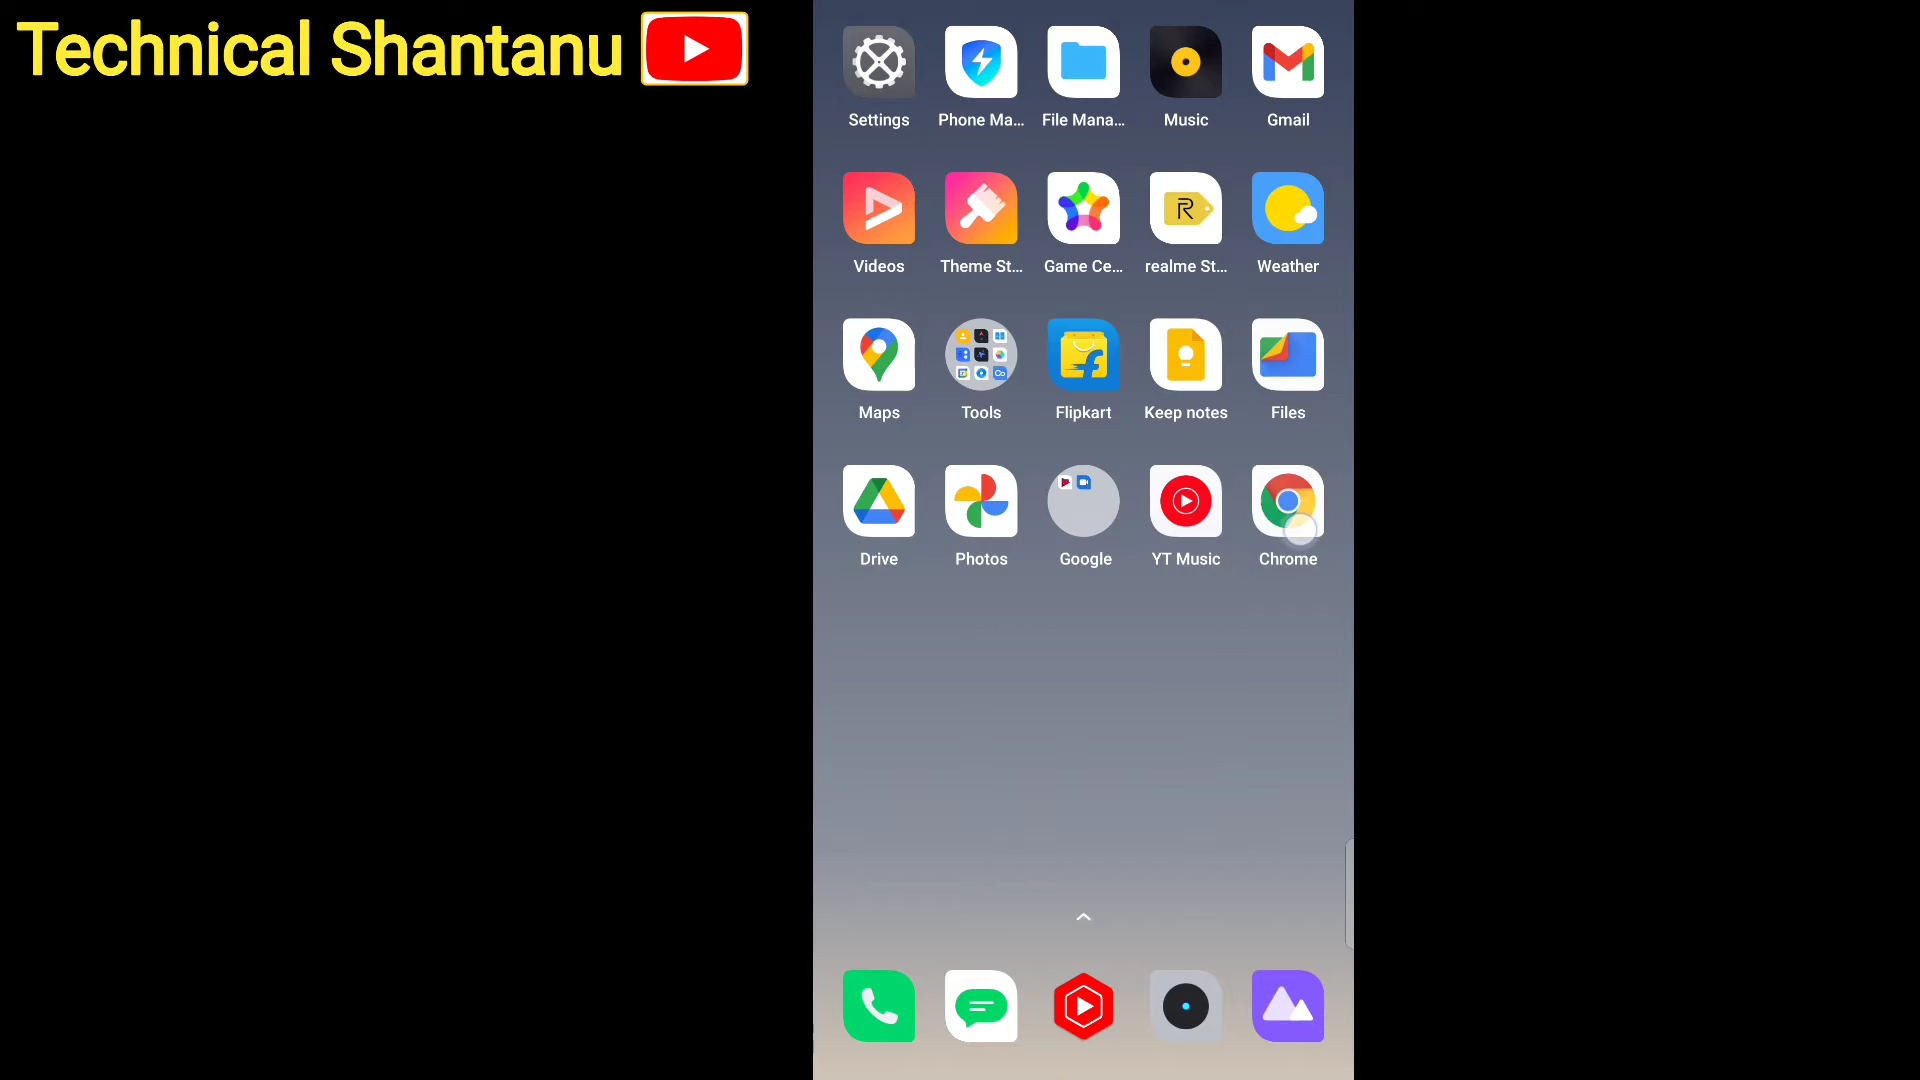 Technical Shantanu
Settings
Phone Ma...
File Mana...
Music
Gmail
Videos
Theme St...
Game Ce...
realme St...
Weather
Maps
Tools
Flipkart
Keep notes
Files
Drive
Photos
Google
YT Music
Chrome